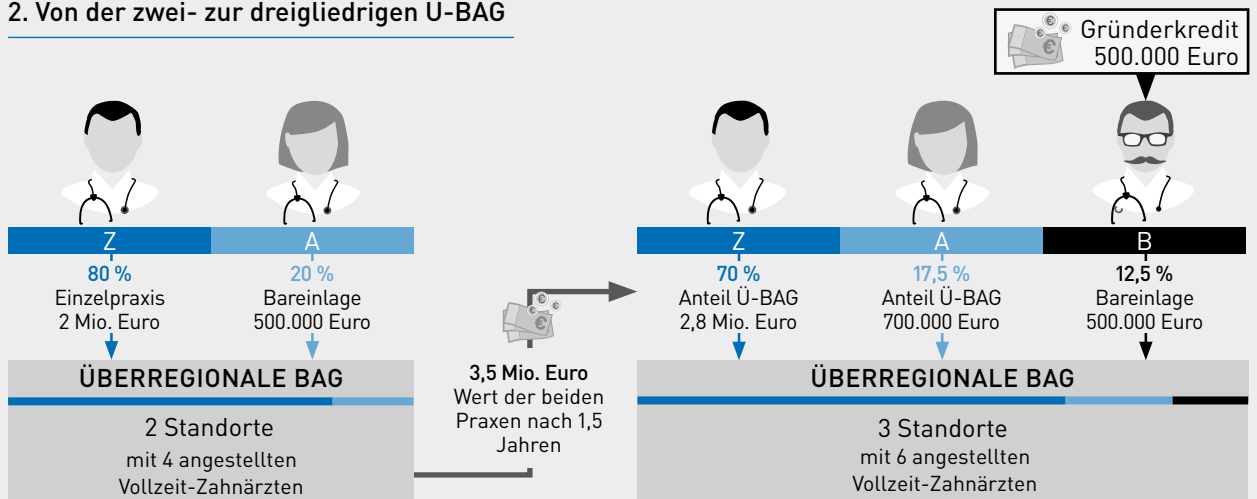 2. Von der zwei- zur dreigliedrigen Ü-BAG
Gründerkredit
500.000 Euro
Z
A
80 %
20 %
Einzelpraxis
2 Mio. Euro
Bareinlage
500.000 Euro
ÜBERREGIONALE BAG
2 Standorte
mit 4 angestellten
Vollzeit-Zahnärzten
3,5 Mio. Euro
Wert der beiden
Praxen nach 1,5
Jahren
Z
A
B
70 %
17,5 %
12,5 %
Anteil Ü-BAG
2,8 Mio. Euro
Anteil Ü-BAG
700.000 Euro
Bareinlage
500.000 Euro
ÜBERREGIONALE BAG
3 Standorte
mit 6 angestellten
Vollzeit-Zahnärzten